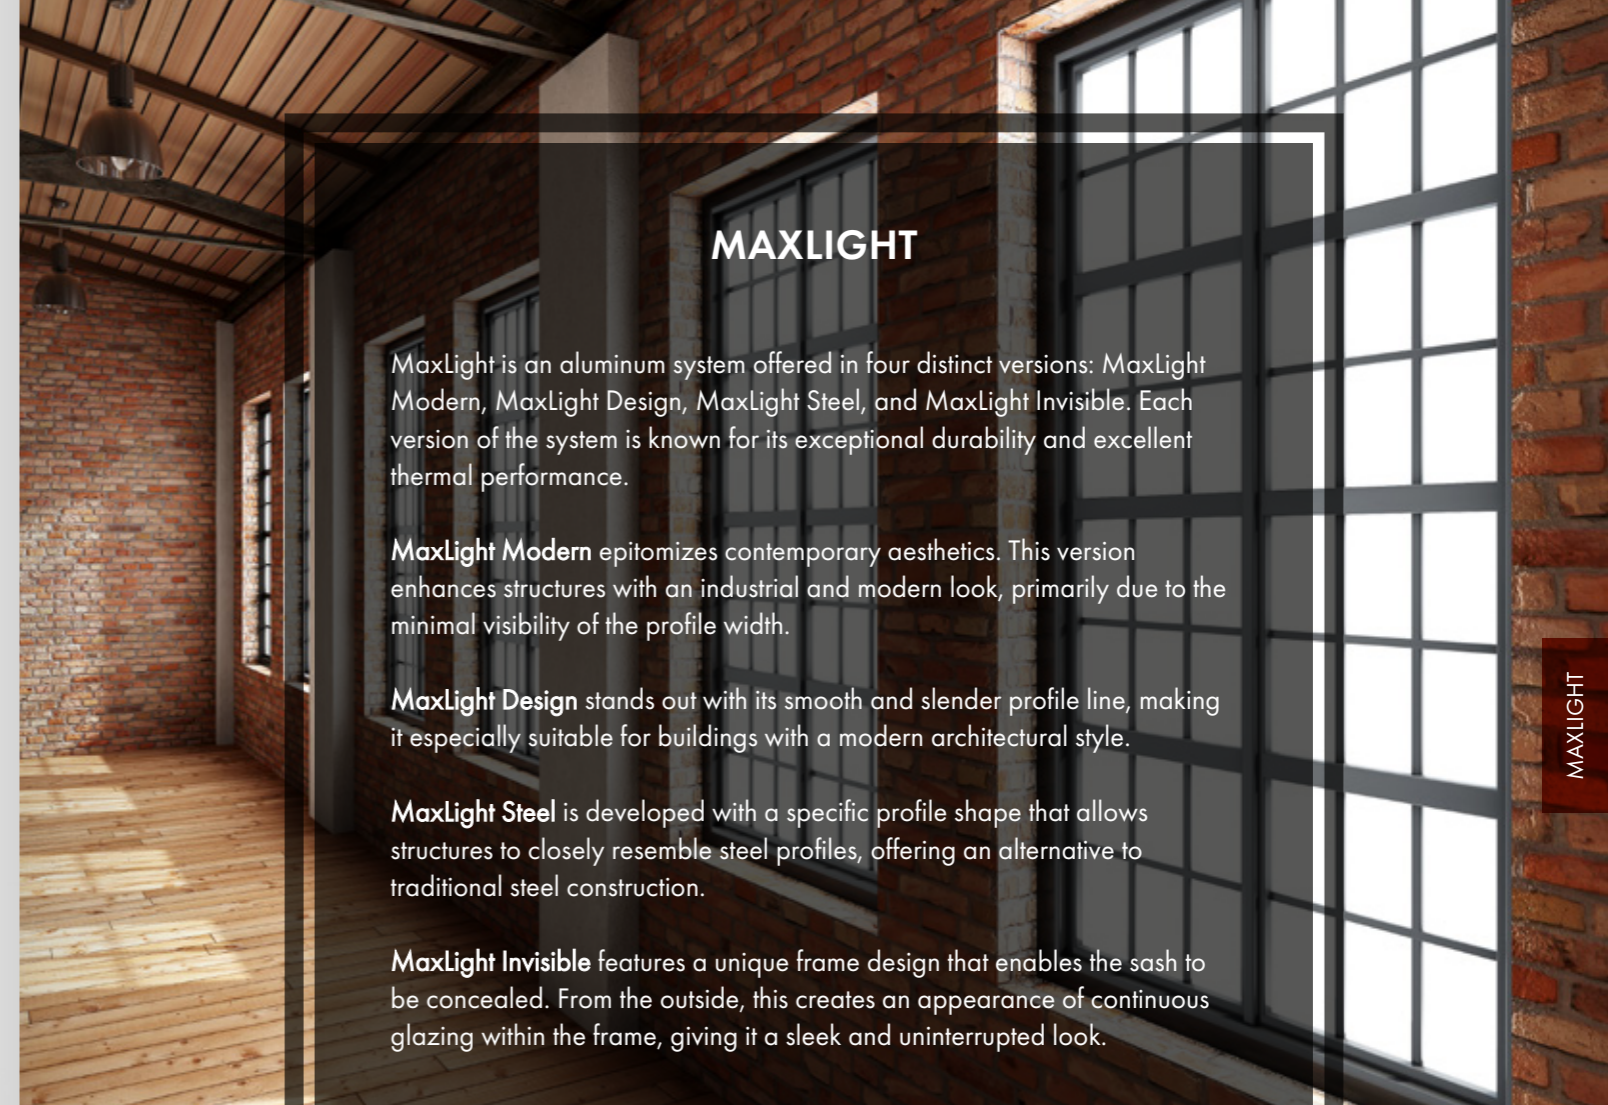 MAXLIGHT
MaxLight is an aluminum system offered in four distinct versions: MaxLight
Modern, MaxLight Design, MaxLight Steel, and MaxLight Invisible. Each
version of the system is known for its exceptional durability and excellent
thermal performance.
MaxLight Modern epitomizes contemporary aesthetics. This version
enhances structures with an industrial and modern look, primarily due to the
minimal visibility of the profile width.
MaxLight Design stands out with its smooth and slender profile line, making
it especially suitable for buildings with a modern architectural style.
MaxLight Steel is developed with a specific profile shape that allows
structures to closely resemble steel profiles, offering an alternative to
traditional steel construction.
MaxLight Invisible features a unique frame design that enables the sash to
be concealed. From the outside, this creates an appearance of continuous
glazing within the frame, giving it a sleek and uninterrupted look.
MAXLIGHT